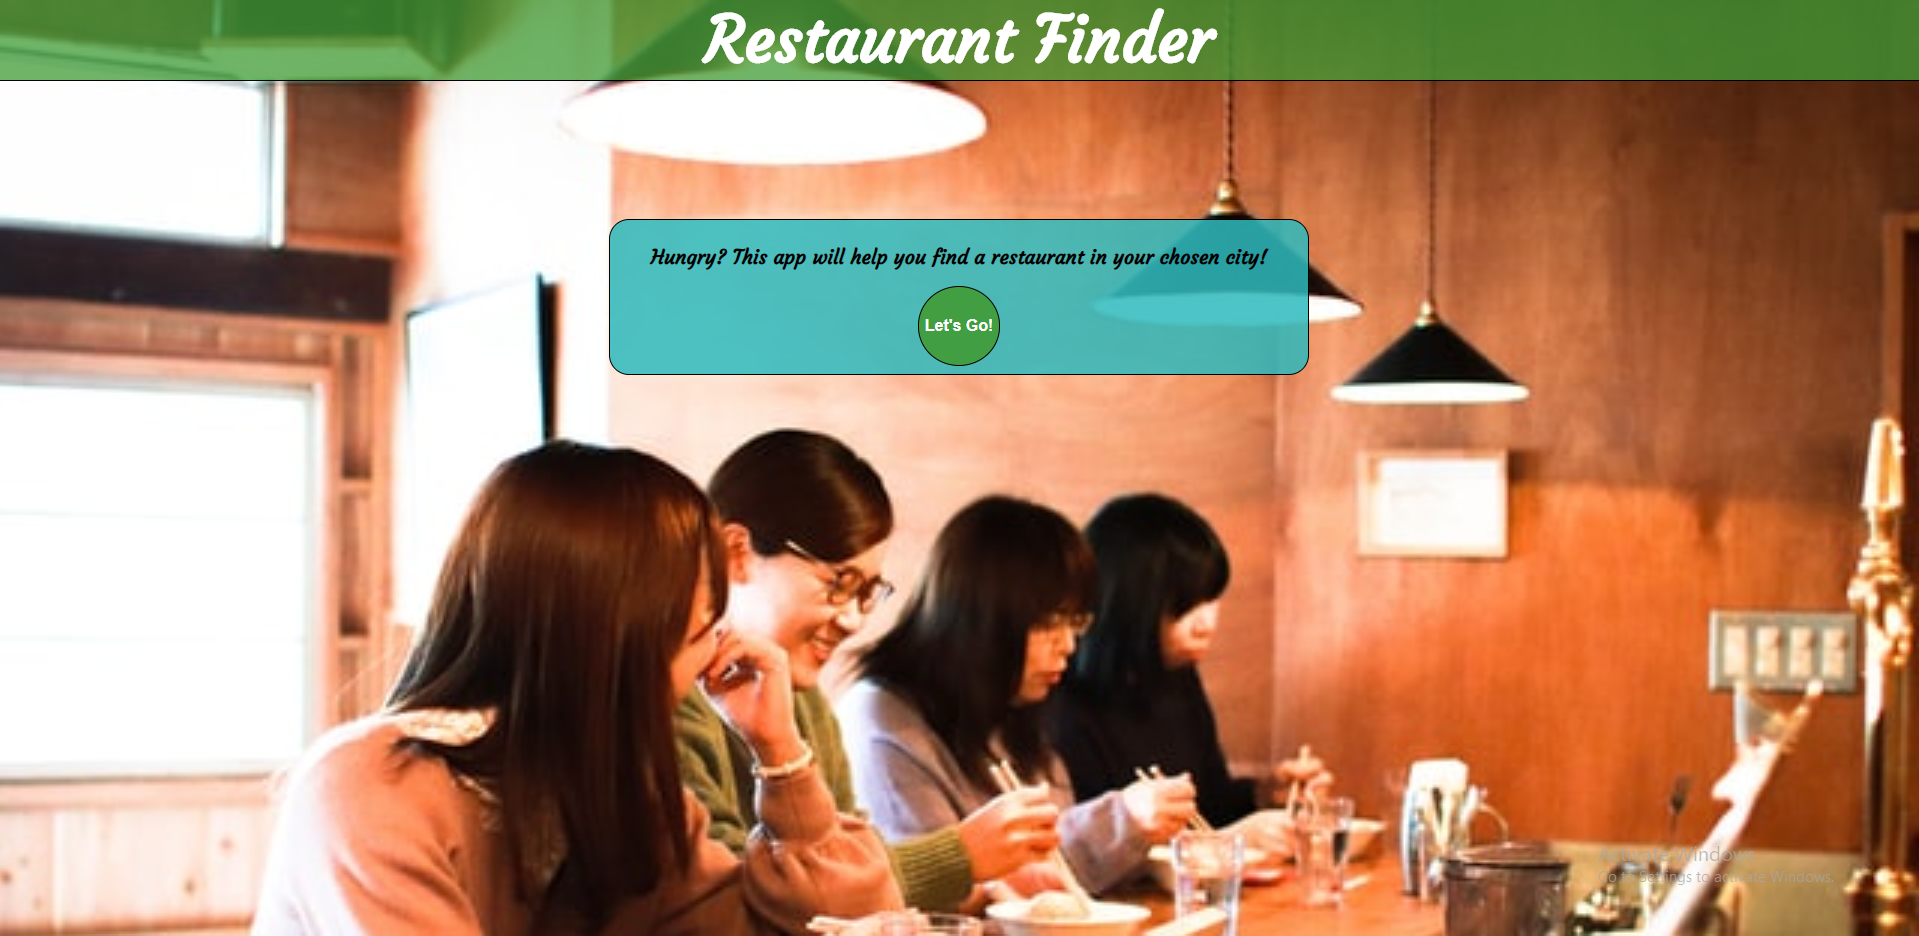 Restaurant Finder
Hungry? This app will help you find a restaurant in your chosen city!
Let's Go!
Activate Windows
Go to Settings to activate Windows.